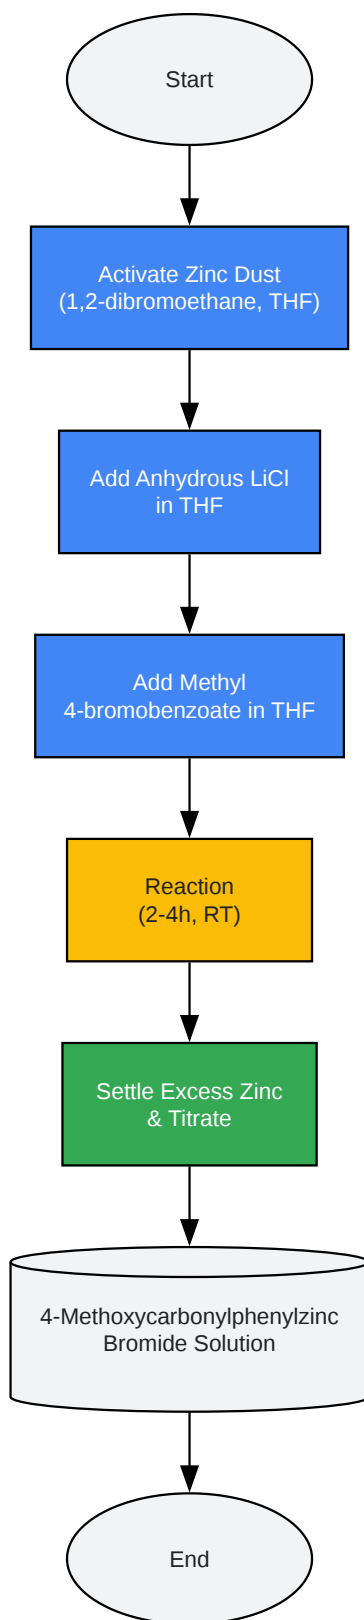 Start
Activate Zinc Dust
(1,2-dibromoethane, THF)
Add Anhydrous LiCl
in THF
Add Methyl
4-bromobenzoate in THF
Reaction
(2-4h, RT)
Settle Excess Zinc
& Titrate
4-Methoxycarbonylphenylzinc
Bromide Solution
End